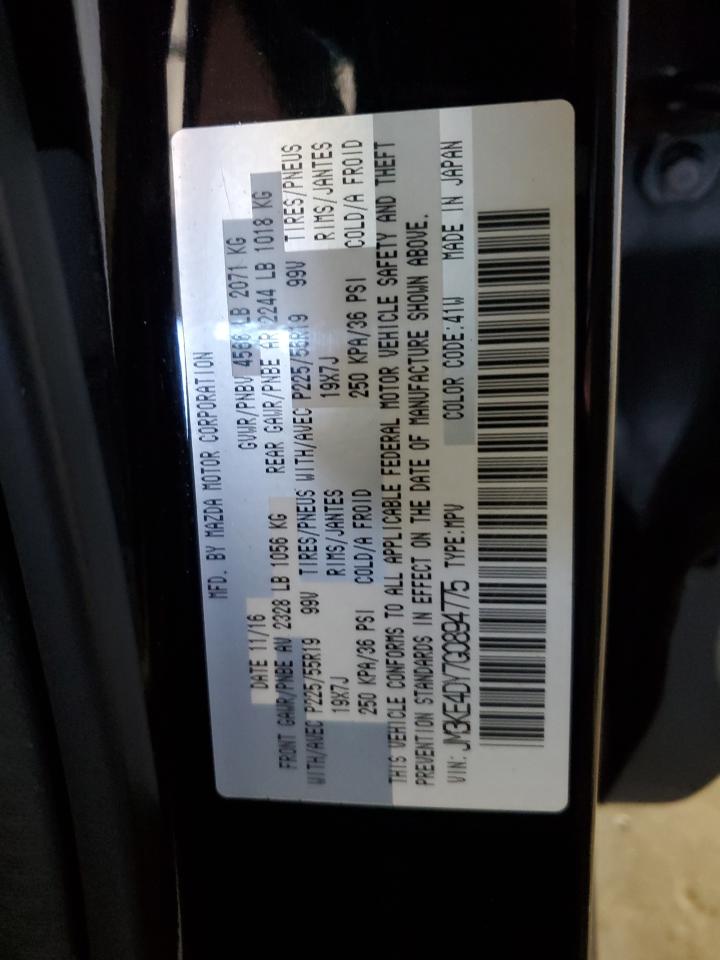 MFD. BY MAZDA MOTOR CORPORATION
DATE 11/16 GVWR/PNBV 4566 LB 2071 KG
FRONT GAWR/PNBE AV 2328 LB 1056 KG REAR GAWR/PNBE AR 2244 LB 1018 KG
WITH/AVEC P225/55R19 99V TIRES/PNEUS WITH/AVEC P225/55R19 99V TIRES/PNEUS
19X7J RIMS/JANTES 19X7J RIMS/JANTES
250 KPA/36 PSI COLD/A FROID 250 KPA/36 PSI COLD/A FROID
THIS VEHICLE CONFORMS TO ALL APPLICABLE FEDERAL MOTOR VEHICLE SAFETY AND THEFT
PREVENTION STANDARDS IN EFFECT ON THE DATE OF MANUFACTURE SHOWN ABOVE.
VIN: JM3KE4DY7G0894775 TYPE:MPV COLOR CODE:41W MADE IN JAPAN